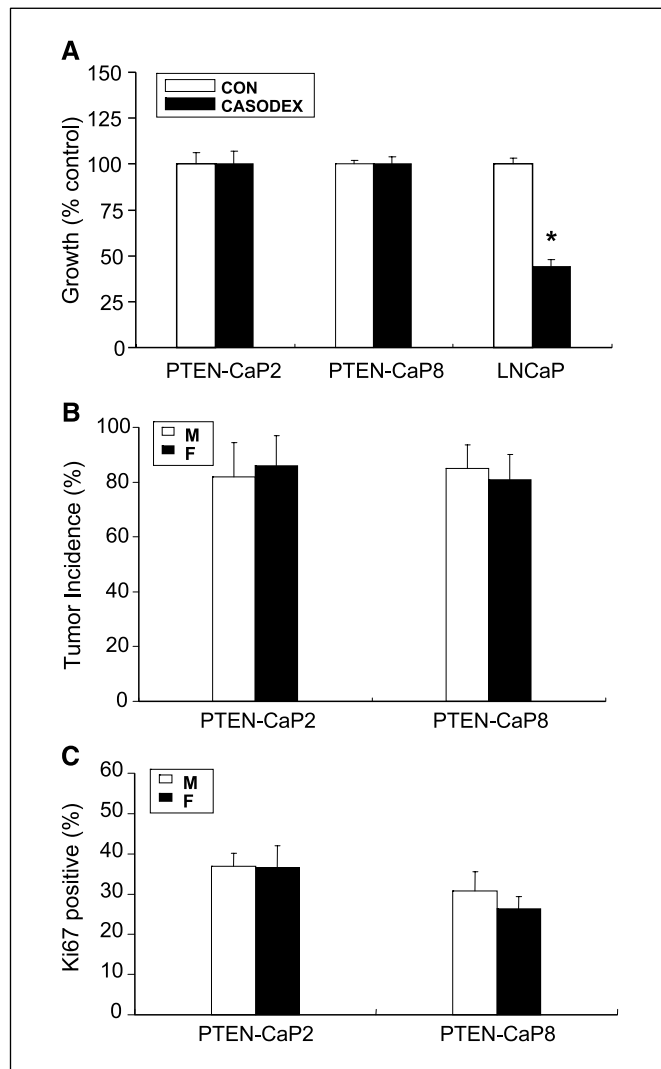 A
150
125
100
75
50
25
0
Growth (% control)
CON
CASODEX
*
PTEN-CaP2 PTEN-CaP8 LNCaP
B
100
80
60
40
20
0
Tumor Incidence (%)
M
F
PTEN-CaP2 PTEN-CaP8
C
60
50
40
30
20
10
0
Ki67 positive (%)
M
F
PTEN-CaP2 PTEN-CaP8